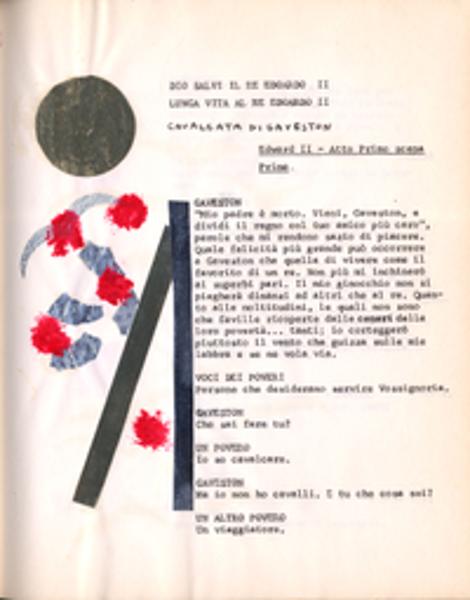 DIO SALVI IL RE EDOARDO II
LUNGA VITA AL RE EDOARDO II
CAVALCATA DI GAVESTON
Edward II - Atto Primo scena
Prima.
GAVESTON
"Mio padre è morto. Vieni, Gaveston, e
dividi il regno col tuo amico più caro",
parole che mi rendono sazio di piacere.
Quale felicità più grande può occorrere
a Gaveston che quella di vivere come il
favorito di un re. Non più mi inchinerò
ai superbi pari. Il mio ginocchio non si
piegherà dinanzi ad altri che al re. Quan-
to alle moltitudini, le quali non sono
che faville ricoperte delle ceneri della
loro povertà... tanti; io corteggerò
piuttosto il vento che guizza sulle mie
labbra e se ne vola via.
VOCI DEI POVERI
Persone che desiderano servire Vossignoria.
GAVESTON
Che sai fare tu?
UN POVERO
Io so cavalcare.
GAVESTON
Ma io non ho cavalli. E tu che cosa sei?
UN ALTRO POVERO
Un viaggiatore.